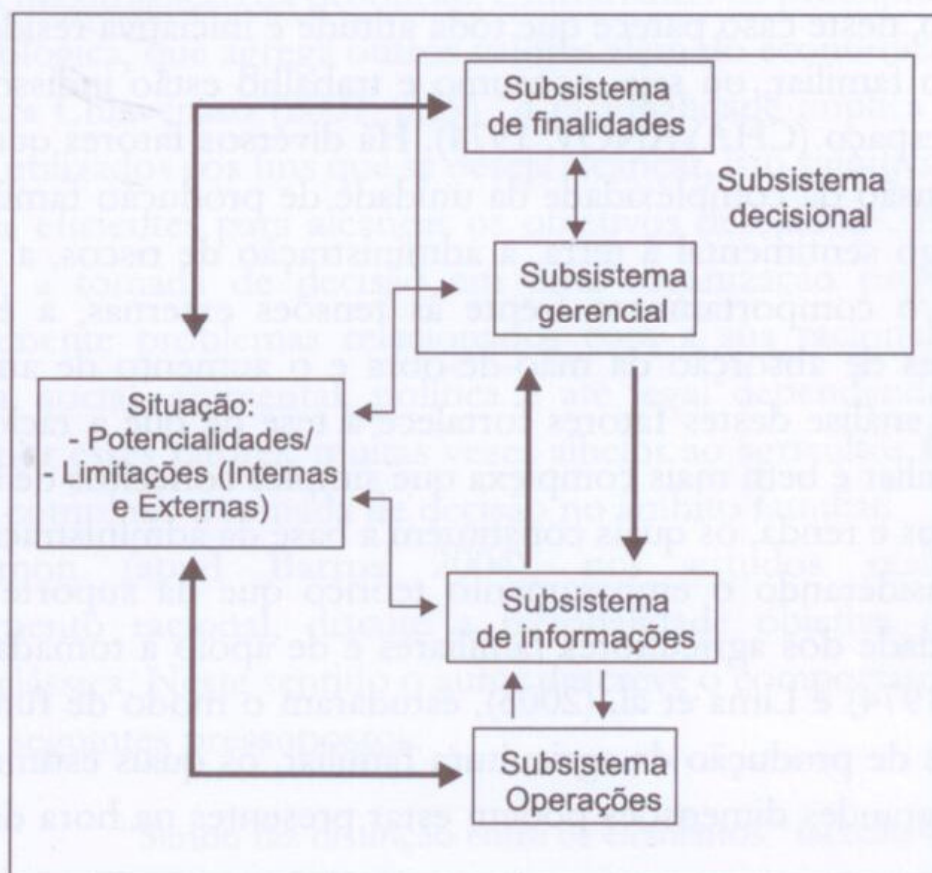 Subsistema
de finalidades
Subsistema
decisional
Subsistema
gerencial
Situação:
- Potencialidades/
- Limitações (Internas
e Externas)
Subsistema
de informações
Subsistema
Operações